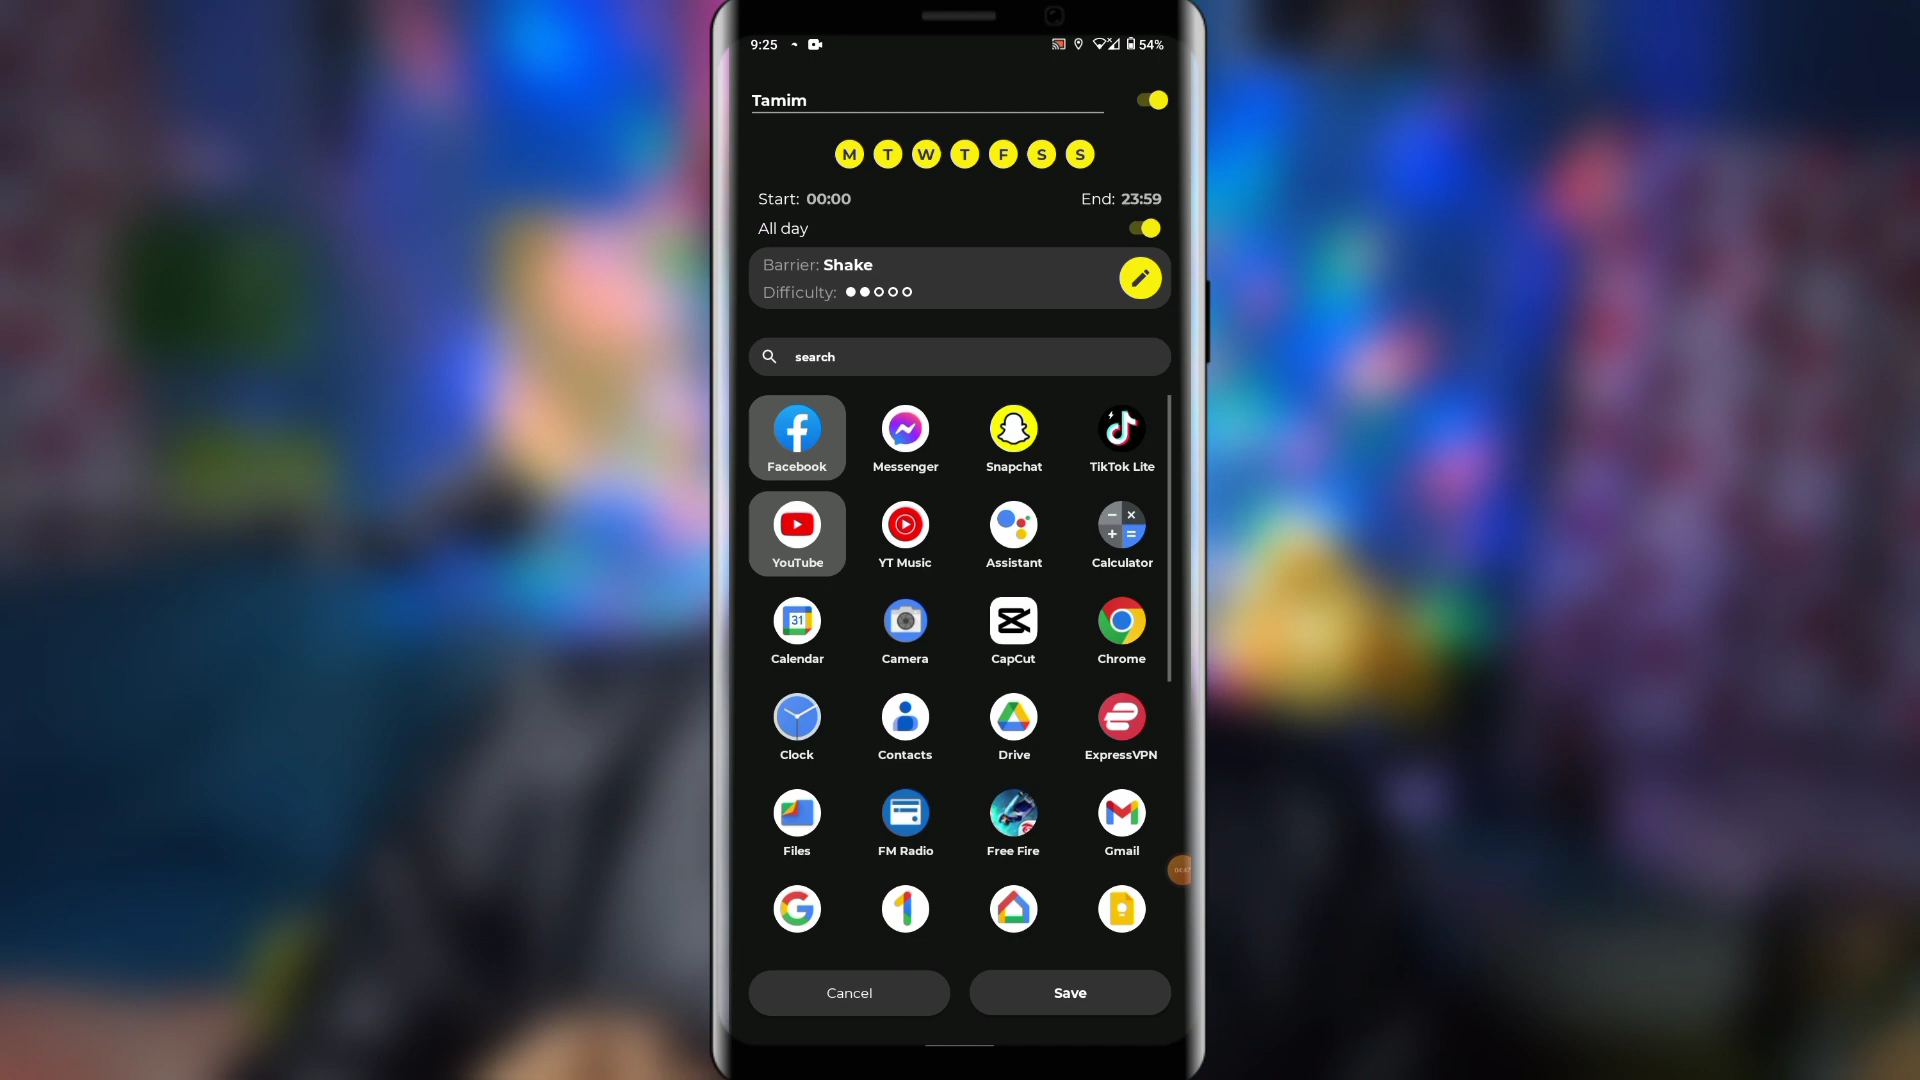 9:25
54%
Tamim
M T W T F S S
Start: 00:00 End: 23:59
All day
Barrier: Shake
Difficulty:
search
Facebook Messenger Snapchat TikTok Lite
YouTube YT Music Assistant Calculator
31
Calendar Camera CapCut Chrome
Clock Contacts Drive ExpressVPN
Files FM Radio Free Fire Gmail
Cancel Save